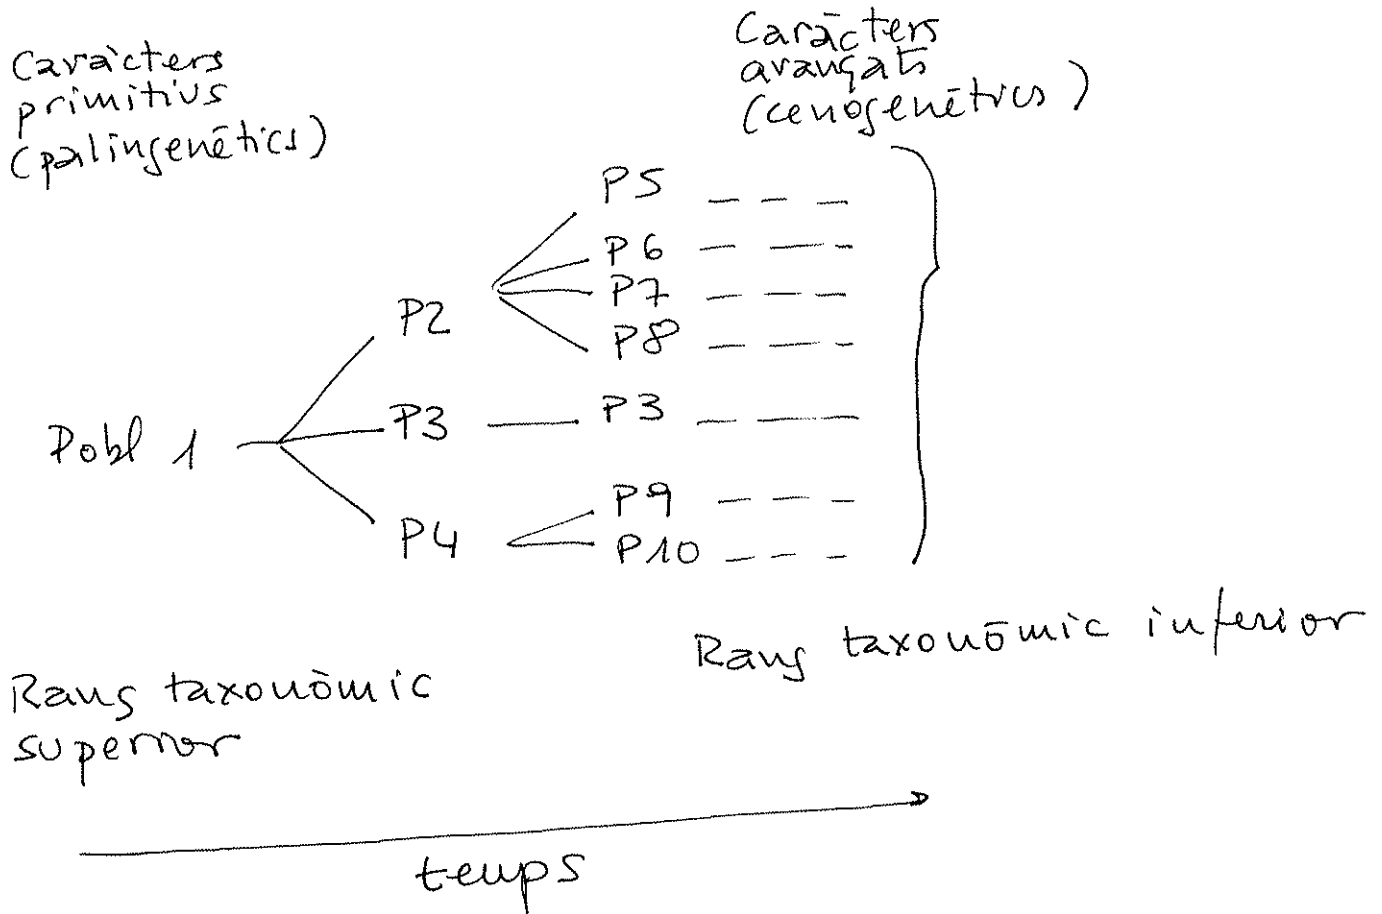 Caràcters
primitius
(palingenètics)
Caràcters
avançats
(cenogenètics)
P5
P6
P7
P8
P2
Pobl 1
P3
P3
P4
P9
P10
Rang taxonòmic inferior
Rang taxonòmic
superior
temps